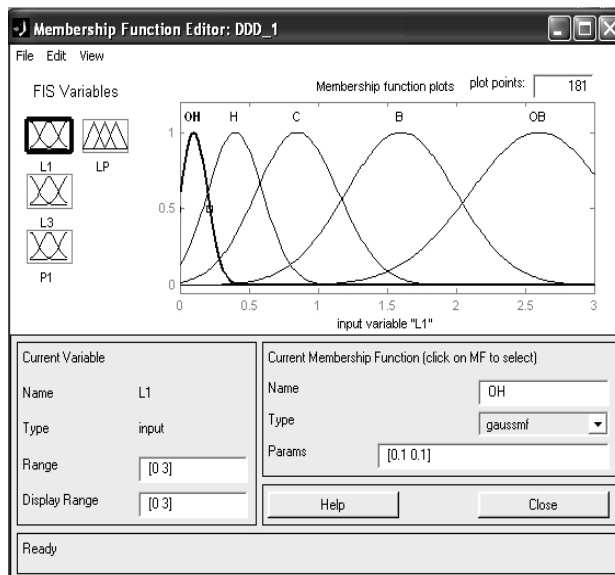 Membership Function Editor: DDD_1
File Edit View
FIS Variables
Membership function plots plot points: 181
OH H C B OB
L1 LP
L3
P1
1
0.5
0
0 0.5 1 1.5 2 2.5 3
input variable "L1"
Current Variable
Name L1
Type input
Range [0 3]
Display Range [0 3]
Current Membership Function (click on MF to select)
Name OH
Type gaussmf
Params [0.1 0.1]
Help Close
Ready